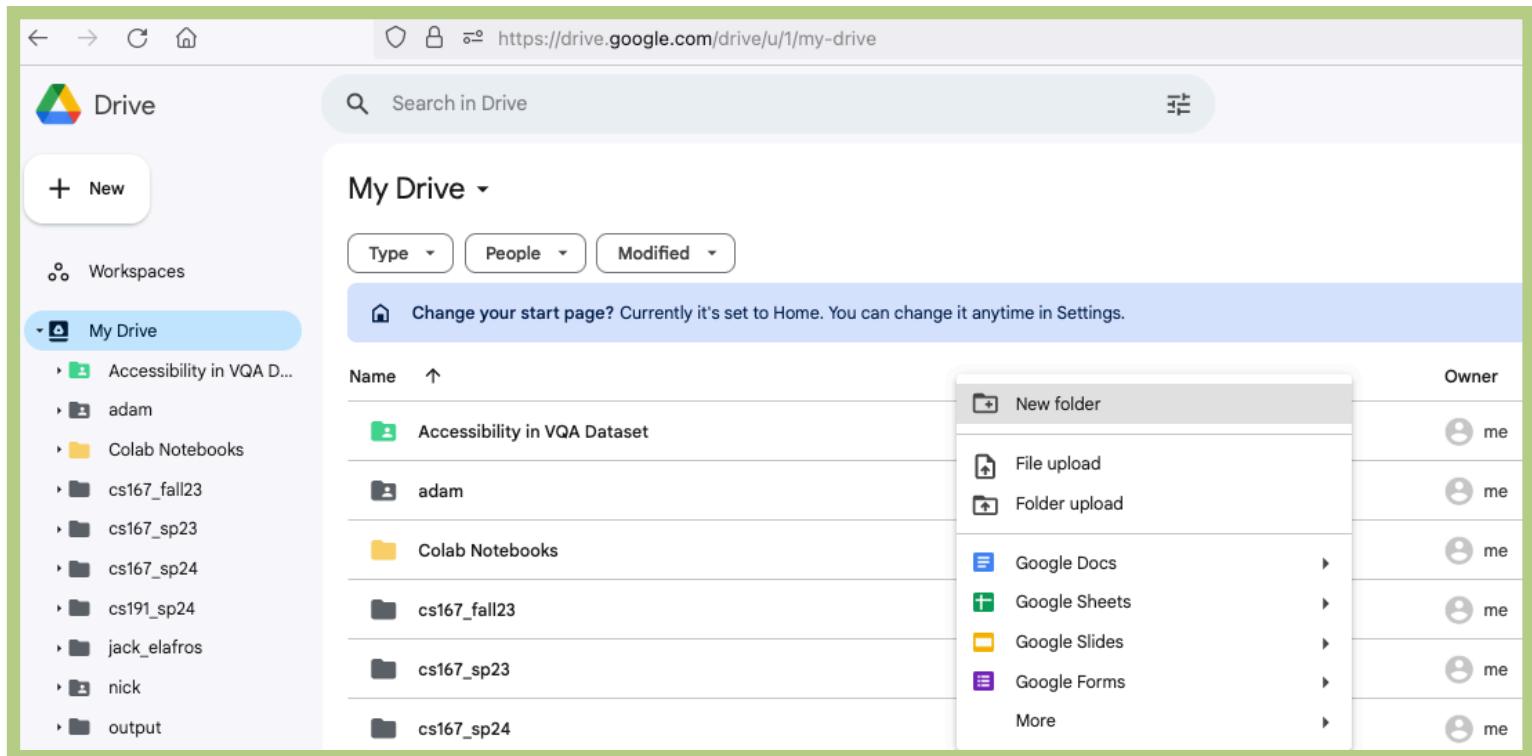 https://drive.google.com/drive/u/1/my-drive
Drive
Search in Drive
New
My Drive
Type
People
Modified
Workspaces
Change your start page? Currently it's set to Home. You can change it anytime in Settings.
My Drive
Accessibility in VQA D...
adam
Colab Notebooks
cs167_fall23
cs167_sp23
cs167_sp24
cs191_sp24
jack_elafros
nick
output
Name
Owner
Accessibility in VQA Dataset
me
adam
me
Colab Notebooks
me
cs167_fall23
me
cs167_sp23
me
cs167_sp24
me
New folder
File upload
Folder upload
Google Docs
Google Sheets
Google Slides
Google Forms
More